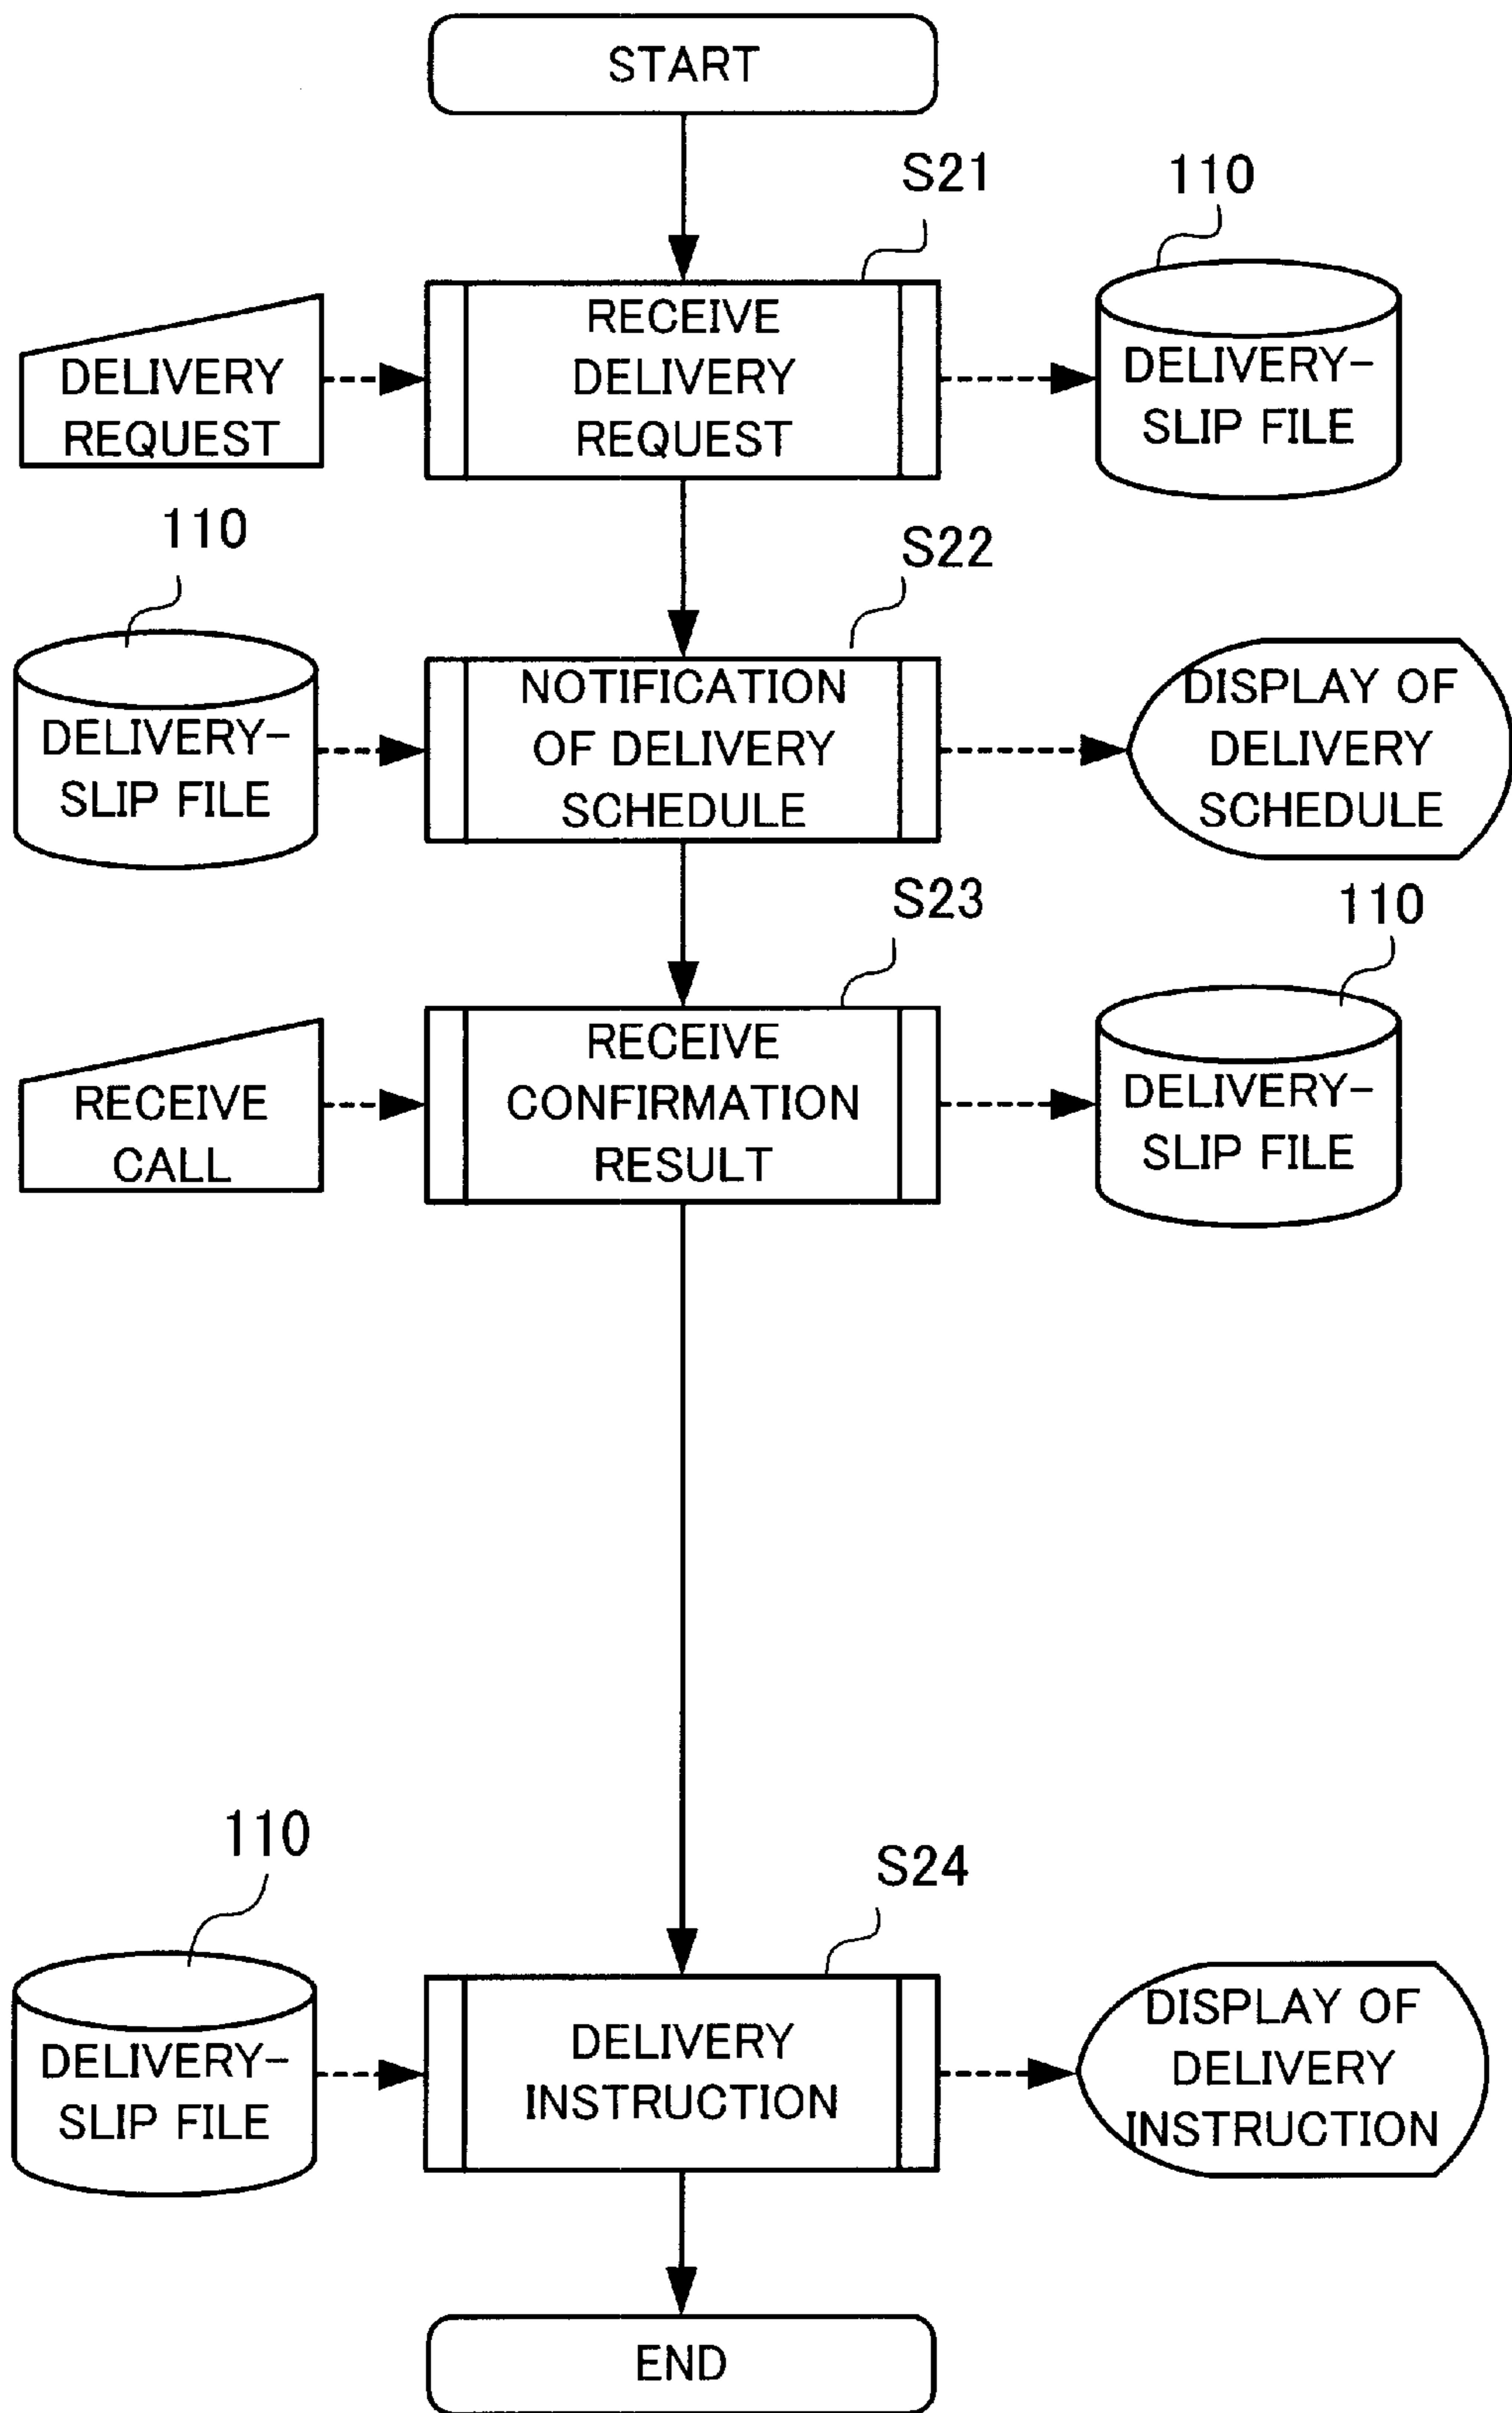 START
S21
110
DELIVERY
REQUEST
RECEIVE
DELIVERY
REQUEST
DELIVERY-
SLIP FILE
110
S22
DELIVERY-
SLIP FILE
NOTIFICATION
OF DELIVERY
SCHEDULE
DISPLAY OF
DELIVERY
SCHEDULE
S23
110
RECEIVE
CALL
RECEIVE
CONFIRMATION
RESULT
DELIVERY-
SLIP FILE
110
S24
DELIVERY-
SLIP FILE
DELIVERY
INSTRUCTION
DISPLAY OF
DELIVERY
INSTRUCTION
END